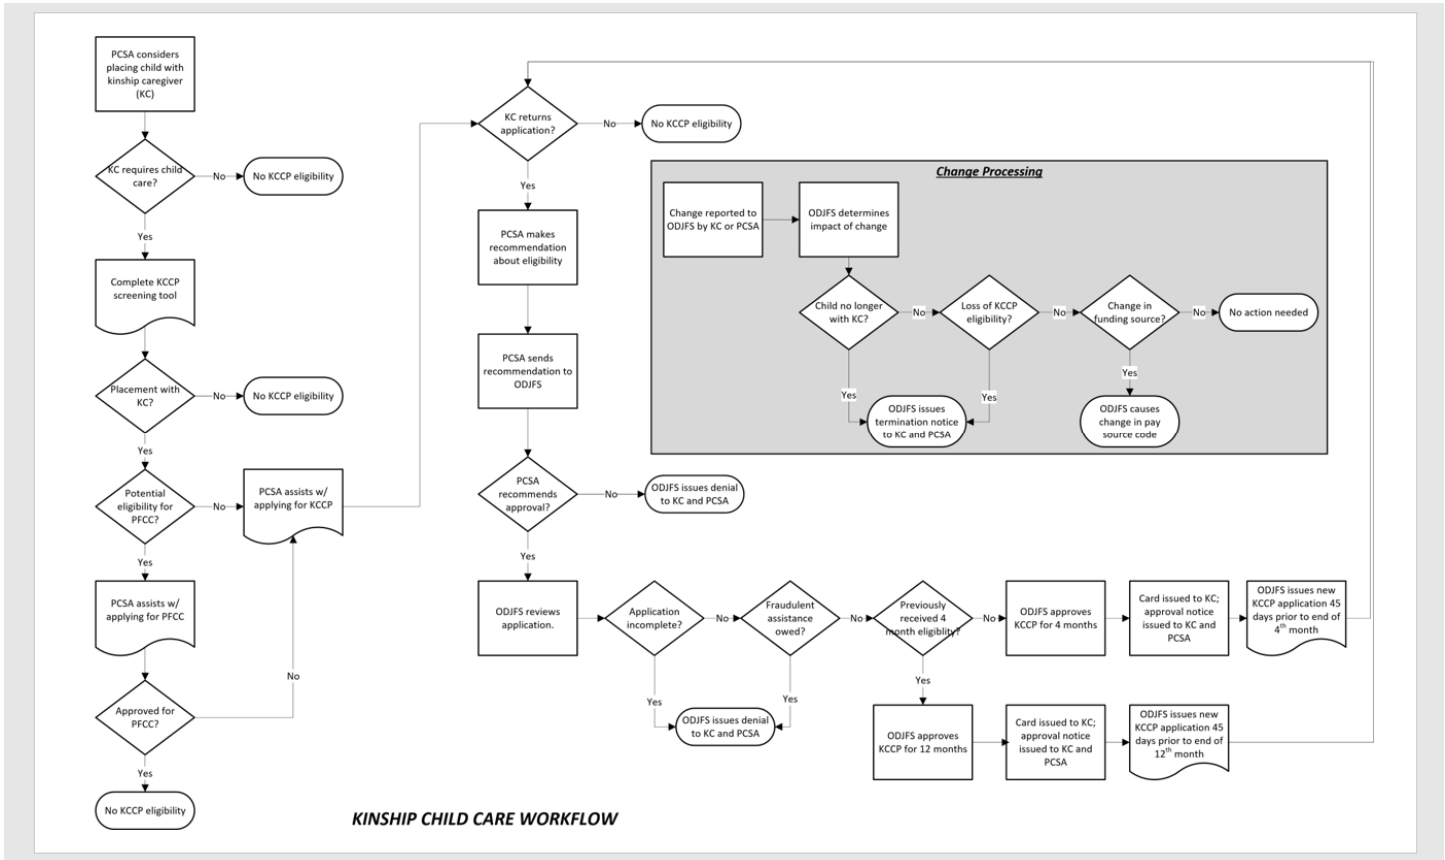 PCSA considers
placing child with
kinship caregiver
(KC)
KC requires child
care?
No
No KCCP eligibility
Yes
Complete KCCP
screening tool
Placement with
KC?
No
No KCCP eligibility
Yes
Potential
eligibility for
PFCC?
No
PCSA assists w/
applying for KCCP
Yes
PCSA assists w/
applying for PFCC
No
Approved for
PFCC?
Yes
No KCCP eligibility
KC returns
application?
No
No KCCP eligibility
Yes
PCSA makes
recommendation
about eligibility
PCSA sends
recommendation to
ODJFS
PCSA
recommends
approval?
No
ODJFS issues denial
to KC and PCSA
Yes
ODJFS reviews
application.
Application
incomplete?
No
Fraudulent
assistance
owed?
No
Previously
received 4
month eligiblity?
No
ODJFS approves
KCCP for 4 months
Card issued to KC;
approval notice
issued to KC and
PCSA
ODJFS issues new
KCCP application 45
days prior to end of
4th month
Yes
Yes
ODJFS issues denial
to KC and PCSA
Yes
ODJFS approves
KCCP for 12 months
Card issued to KC;
approval notice
issued to KC and
PCSA
ODJFS issues new
KCCP application 45
days prior to end of
12th month
Change Processing
Change reported to
ODJFS by KC or PCSA
ODJFS determines
impact of change
Child no longer
with KC?
No
Loss of KCCP
eligibility?
No
Change in
funding source?
No
No action needed
Yes
Yes
Yes
ODJFS issues
termination notice
to KC and PCSA
ODJFS causes
change in pay
source code
KINSHIP CHILD CARE WORKFLOW